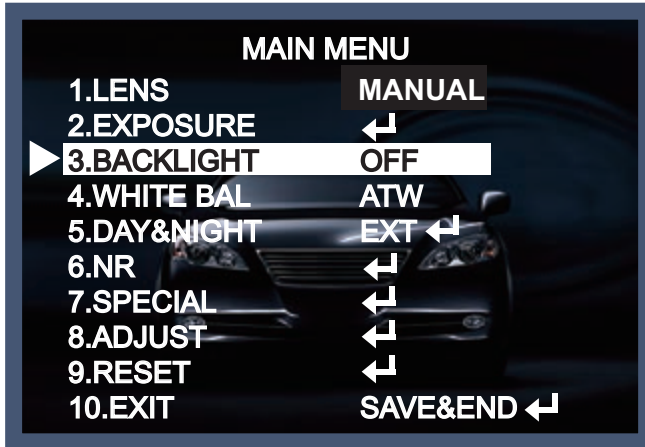 MAIN MENU
1.LENS MANUAL
2.EXPOSURE ↵
3.BACKLIGHT OFF
4.WHITE BAL ATW
5.DAY&NIGHT EXT ↵
6.NR ↵
7.SPECIAL ↵
8.ADJUST ↵
9.RESET ↵
10.EXIT SAVE&END ↵